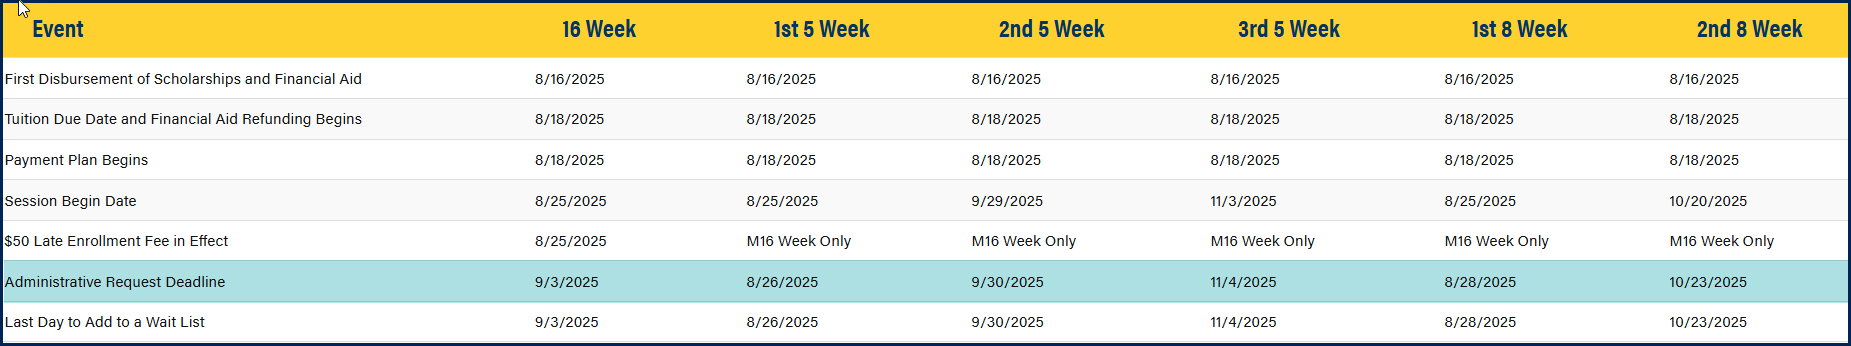 Event 16 Week 1st 5 Week 2nd 5 Week 3rd 5 Week 1st 8 Week 2nd 8 Week
First Disbursement of Scholarships and Financial Aid 8/16/2025 8/16/2025 8/16/2025 8/16/2025 8/16/2025 8/16/2025
Tuition Due Date and Financial Aid Refunding Begins 8/18/2025 8/18/2025 8/18/2025 8/18/2025 8/18/2025 8/18/2025
Payment Plan Begins 8/18/2025 8/18/2025 8/18/2025 8/18/2025 8/18/2025 8/18/2025
Session Begin Date 8/25/2025 8/25/2025 9/29/2025 11/3/2025 8/25/2025 10/20/2025
$50 Late Enrollment Fee in Effect 8/25/2025 M16 Week Only M16 Week Only M16 Week Only M16 Week Only M16 Week Only
Administrative Request Deadline 9/3/2025 8/26/2025 9/30/2025 11/4/2025 8/28/2025 10/23/2025
Last Day to Add to a Wait List 9/3/2025 8/26/2025 9/30/2025 11/4/2025 8/28/2025 10/23/2025